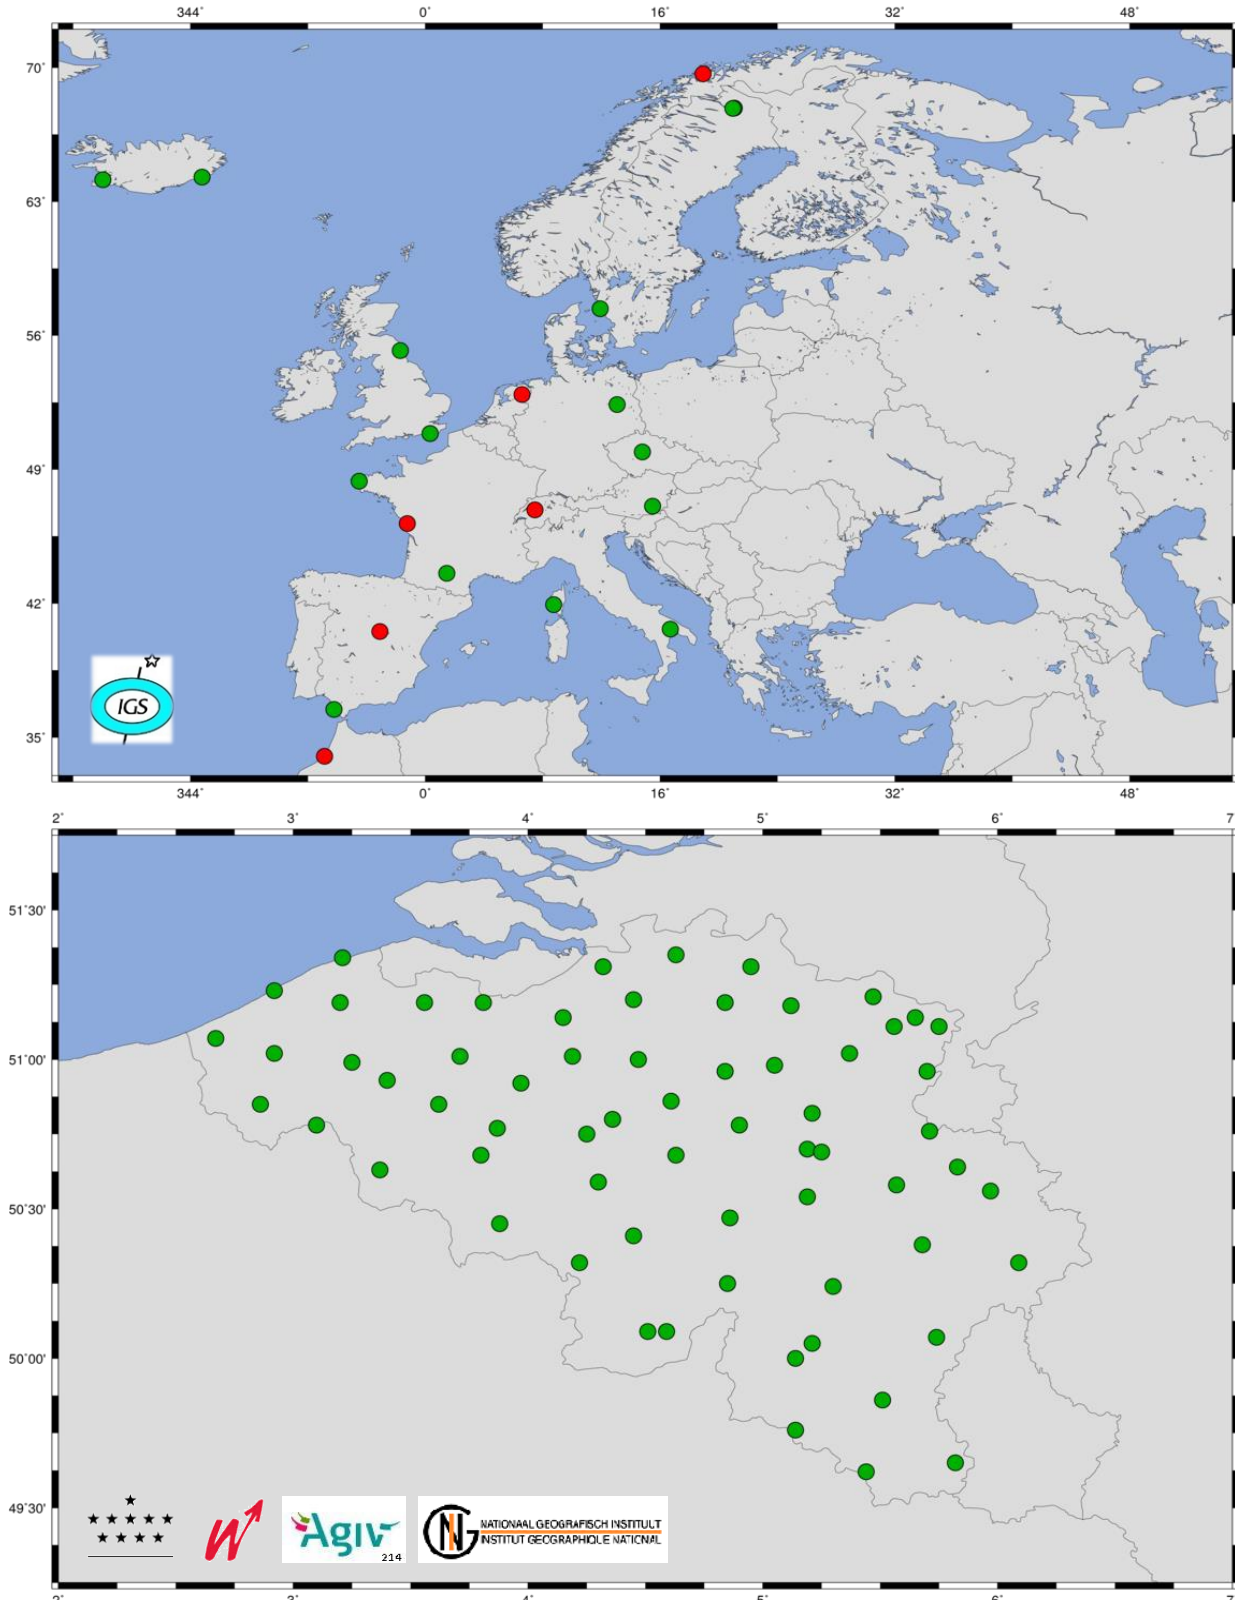 344° 0° 16° 32° 48°
70°
63°
56°
49°
42°
35°
IGS
344° 0° 16° 32° 48°
2° 3° 4° 5° 6° 7°
51°30'
51°00'
50°30'
50°00'
49°30'
Agiv
214
NGI
NATIONAAL GEOGRAFISCH INSTITUUT
INSTITUT GEOGRAPHIQUE NATIONAL
2° 3° 4° 5° 6° 7°